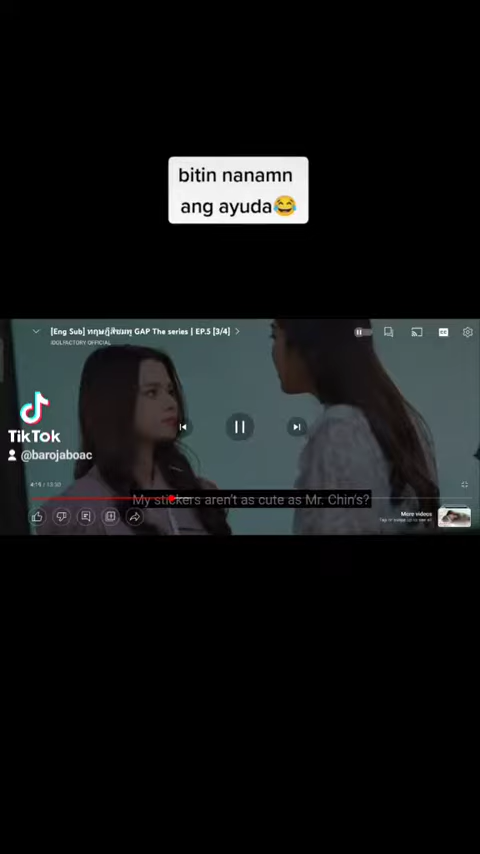 bitin nanamn
ang ayuda😂
[Eng Sub] ทฤษฎีสีชมพู GAP The series | EP.5 [3/4]
IDOLFACTORY OFFICIAL
CC
TikTok
@barojaboac
My stickers aren't as cute as Mr. Chin's?
More videos